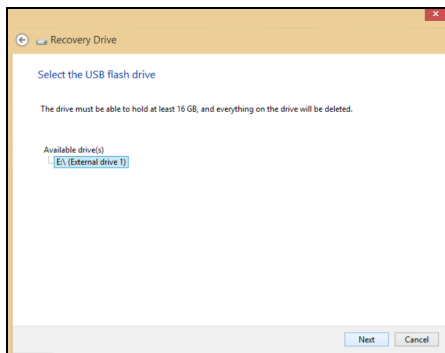 Recovery Drive
Select the USB flash drive
The drive must be able to hold at least 16 GB, and everything on the drive will be deleted.
Available drive(s)
E:\ (External drive 1)
Next Cancel